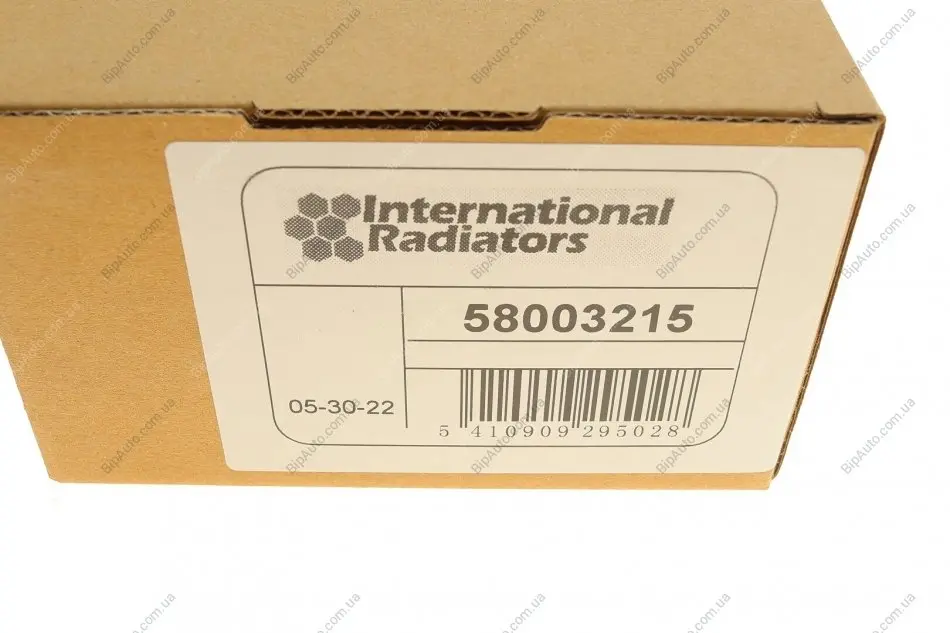 International
Radiators
58003215
05-30-22
5 410909 295028
BipAuto.com.ua